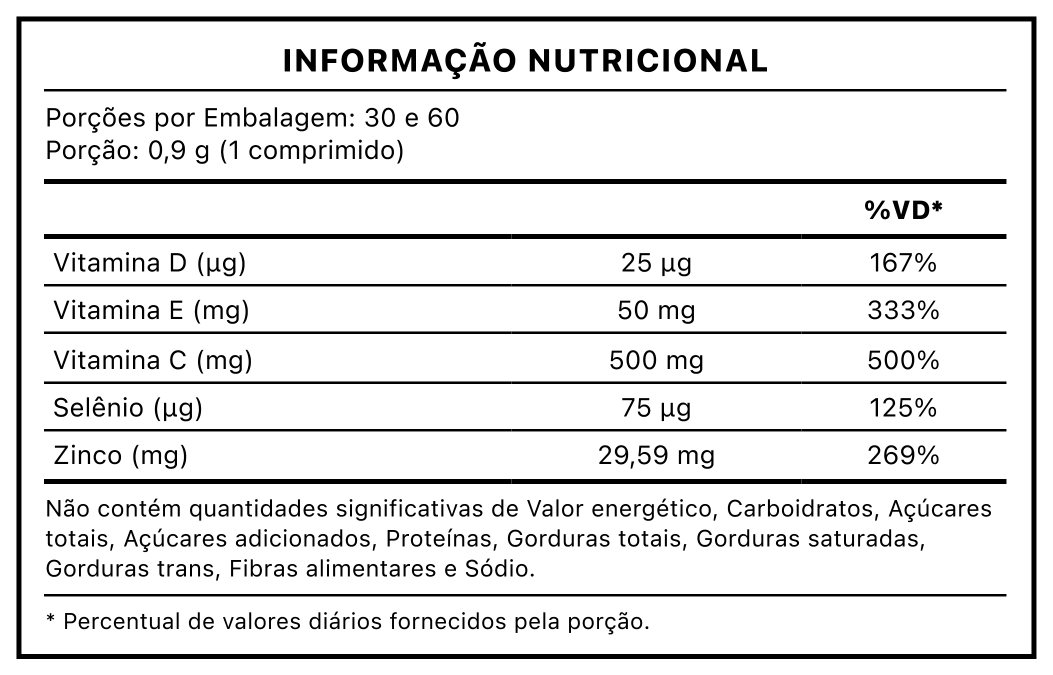 INFORMAÇÃO NUTRICIONAL
Porções por Embalagem: 30 e 60
Porção: 0,9 g (1 comprimido)
%VD*
Vitamina D (µg) 25 µg 167%
Vitamina E (mg) 50 mg 333%
Vitamina C (mg) 500 mg 500%
Selênio (µg) 75 µg 125%
Zinco (mg) 29,59 mg 269%
Não contém quantidades significativas de Valor energético, Carboidratos, Açúcares
totais, Açúcares adicionados, Proteínas, Gorduras totais, Gorduras saturadas,
Gorduras trans, Fibras alimentares e Sódio.
* Percentual de valores diários fornecidos pela porção.